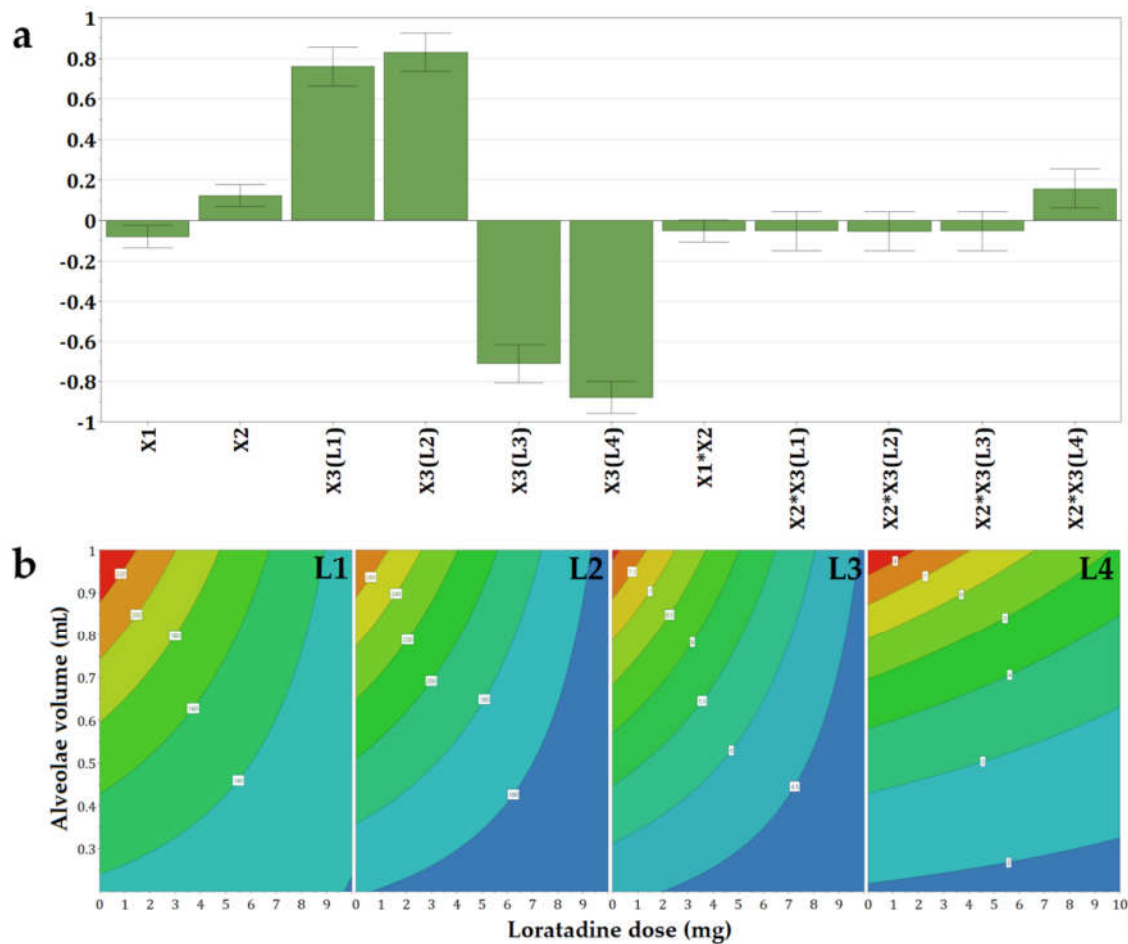 a
1
0.8
0.6
0.4
0.2
0
-0.2
-0.4
-0.6
-0.8
-1
X1
X2
X3(L1)
X3(L2)
X3(L3)
X3(L4)
X1*X2
X2*X3(L1)
X2*X3(L2)
X2*X3(L3)
X2*X3(L4)
b
L1
L2
L3
L4
Alveolae volume (mL)
1
0.9
0.8
0.7
0.6
0.5
0.4
0.3
0 1 2 3 4 5 6 7 8 9
0 1 2 3 4 5 6 7 8 9
0 1 2 3 4 5 6 7 8 9
0 1 2 3 4 5 6 7 8 9 10
Loratadine dose (mg)